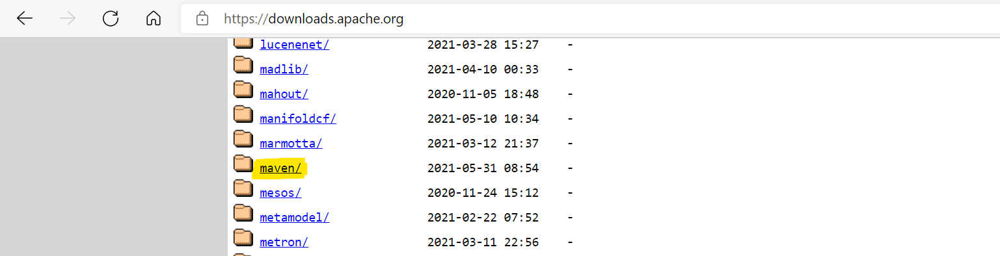 https://downloads.apache.org
lucenenet/ 2021-03-28 15:27 -
madlib/ 2021-04-10 00:33 -
mahout/ 2020-11-05 18:48 -
manifoldcf/ 2021-05-10 10:34 -
marmotta/ 2021-03-12 21:37 -
maven/ 2021-05-31 08:54 -
mesos/ 2020-11-24 15:12 -
metamodel/ 2021-02-22 07:52 -
metron/ 2021-03-11 22:56 -